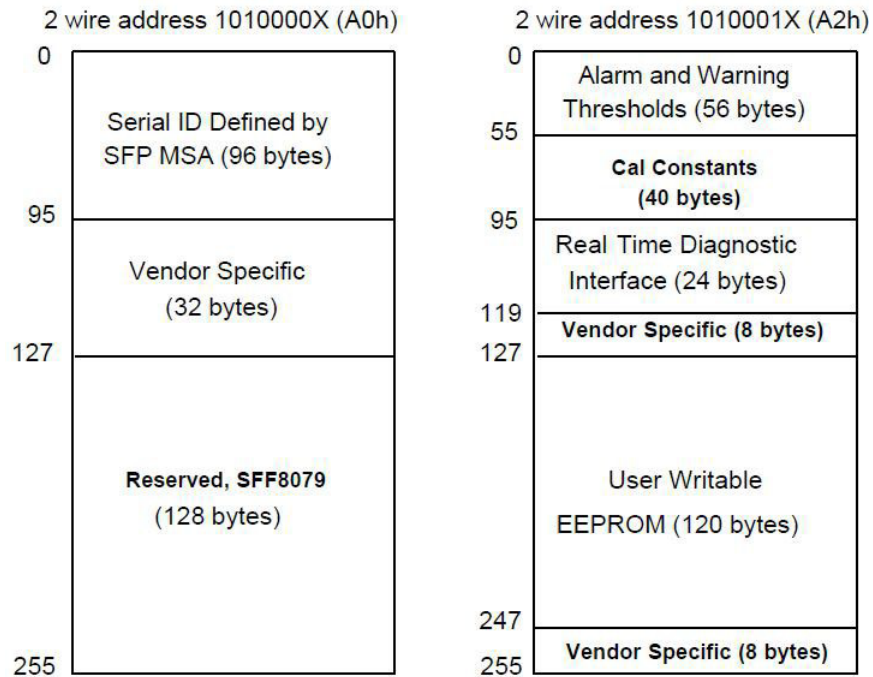 2 wire address 1010000X (A0h)
0
Serial ID Defined by
SFP MSA (96 bytes)
95
Vendor Specific
(32 bytes)
127
Reserved, SFF8079
(128 bytes)
255
2 wire address 1010001X (A2h)
0
Alarm and Warning
Thresholds (56 bytes)
55
Cal Constants
(40 bytes)
95
Real Time Diagnostic
Interface (24 bytes)
119
Vendor Specific (8 bytes)
127
User Writable
EEPROM (120 bytes)
247
Vendor Specific (8 bytes)
255